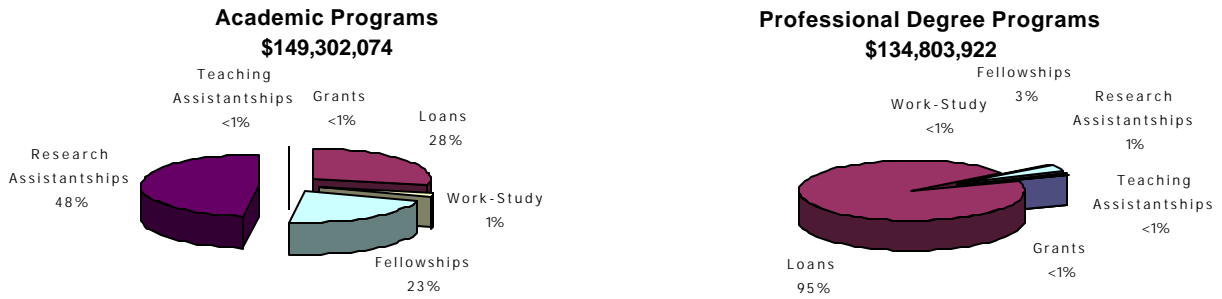 Academic Programs
$149,302,074
Teaching
Assistantships
<1%
Grants
<1%
Loans
28%
Research
Assistantships
48%
Work-Study
1%
Fellowships
23%
Professional Degree Programs
$134,803,922
Fellowships
3%
Work-Study
<1%
Research
Assistantships
1%
Teaching
Assistantships
<1%
Grants
<1%
Loans
95%